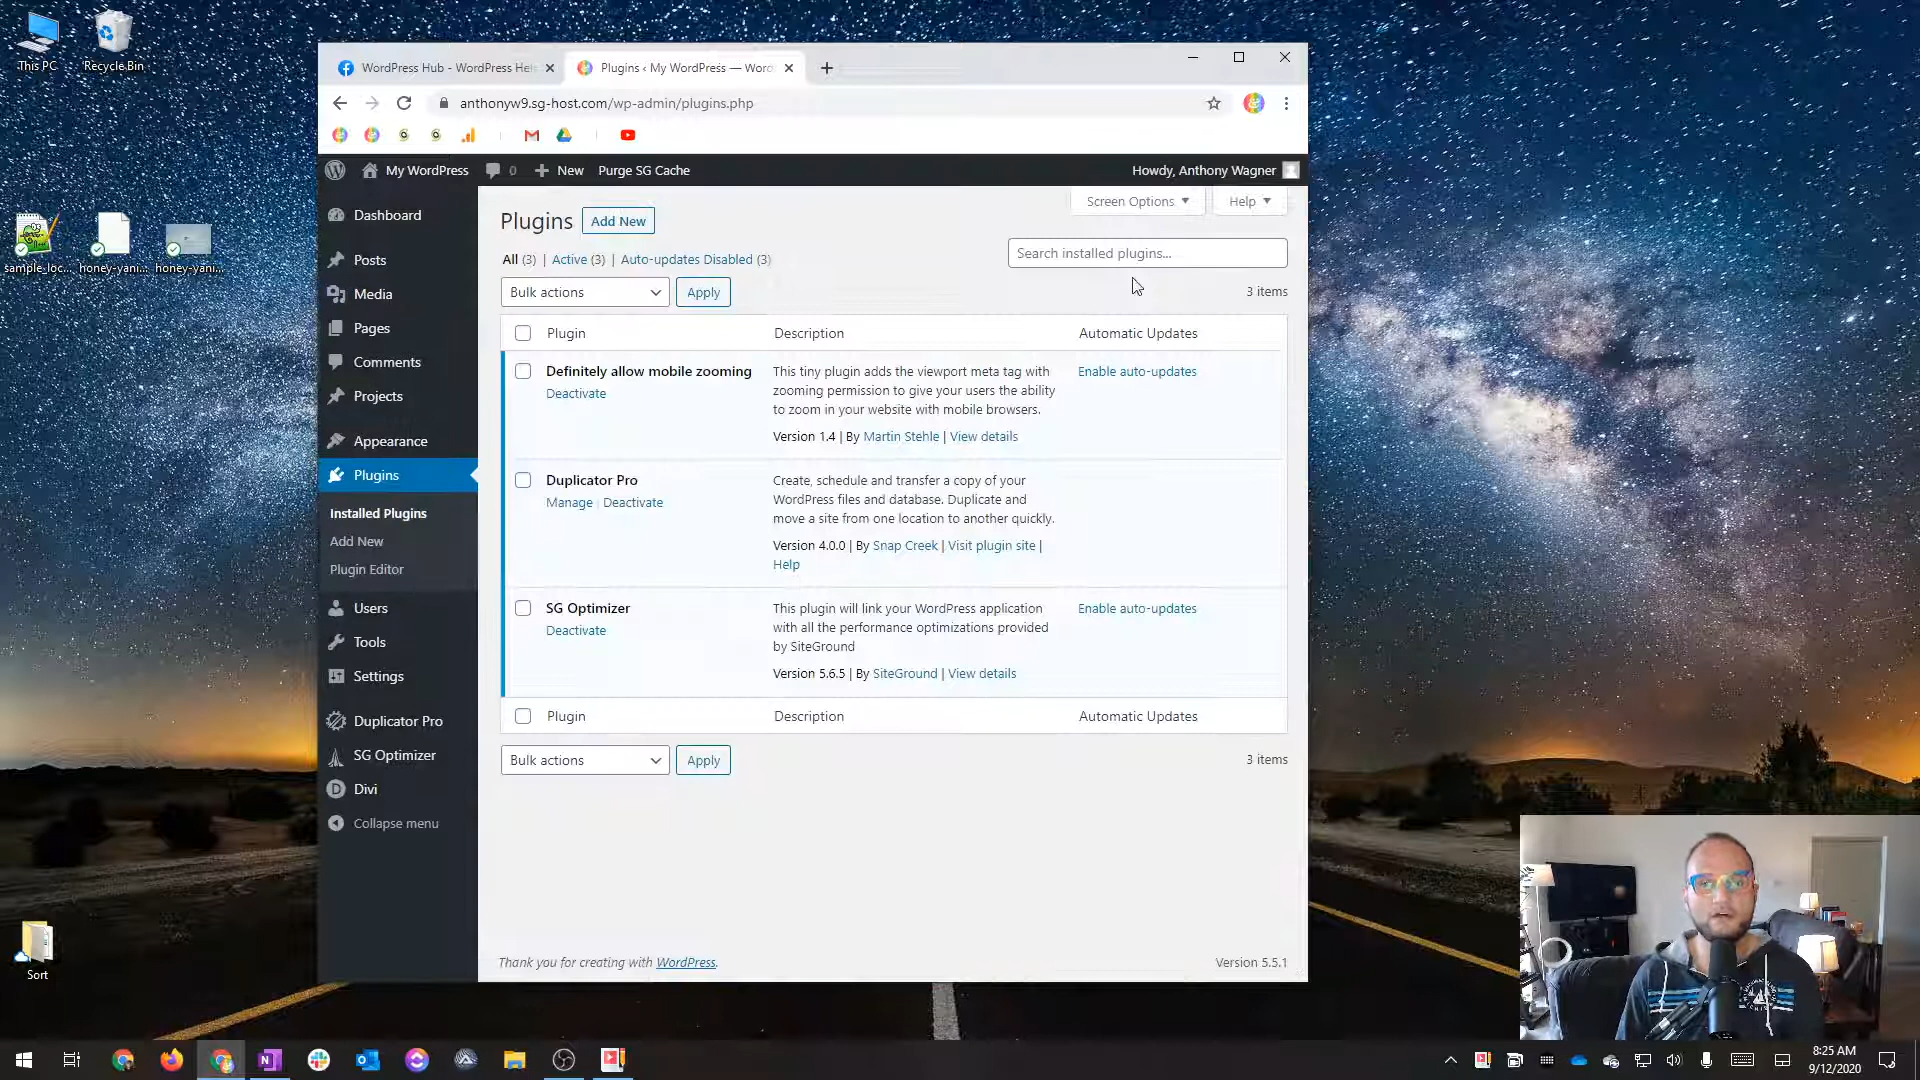 This PC
Recycle Bin
sample_loc...
honey-yani...
honey-yani...
Sort
WordPress Hub - WordPress Hel
Plugins ‹ My WordPress — Wor
anthonyw9.sg-host.com/wp-admin/plugins.php
My WordPress
0
New
Purge SG Cache
Howdy, Anthony Wagner
Dashboard
Posts
Media
Pages
Comments
Projects
Appearance
Plugins
Installed Plugins
Add New
Plugin Editor
Users
Tools
Settings
Duplicator Pro
SG Optimizer
Divi
Collapse menu
Screen Options
Help
Plugins
Add New
All (3) | Active (3) | Auto-updates Disabled (3)
Search installed plugins...
Bulk actions
Apply
3 items
Plugin Description Automatic Updates
Definitely allow mobile zooming
Deactivate
This tiny plugin adds the viewport meta tag with
zooming permission to give your users the ability
to zoom in your website with mobile browsers.
Version 1.4 | By Martin Stehle | View details
Enable auto-updates
Duplicator Pro
Manage | Deactivate
Create, schedule and transfer a copy of your
WordPress files and database. Duplicate and
move a site from one location to another quickly.
Version 4.0.0 | By Snap Creek | Visit plugin site |
Help
SG Optimizer
Deactivate
This plugin will link your WordPress application
with all the performance optimizations provided
by SiteGround
Version 5.6.5 | By SiteGround | View details
Enable auto-updates
Plugin Description Automatic Updates
Bulk actions
Apply
3 items
Thank you for creating with WordPress.
Version 5.5.1
8:25 AM
9/12/2020